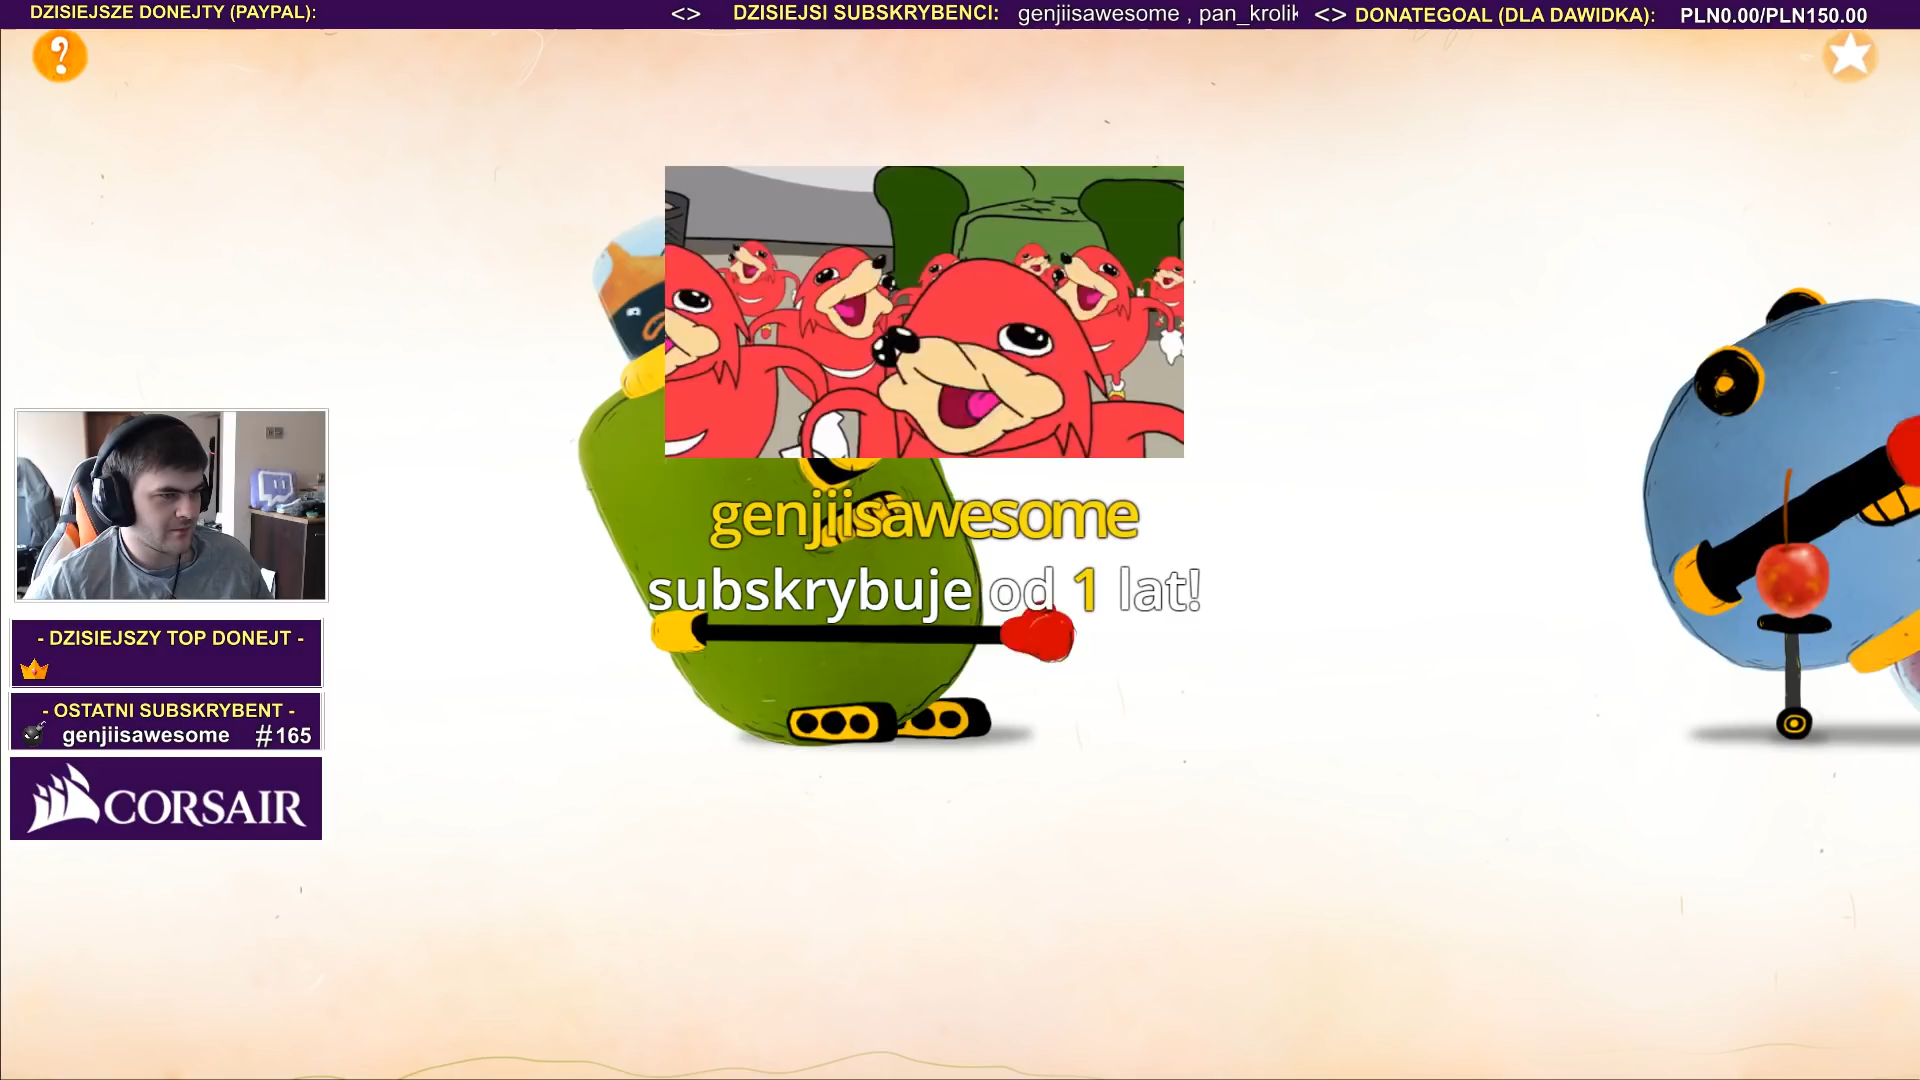 DZISIEJSZE DONEJTY (PAYPAL): <> DZISIEJSI SUBSKRYBENCI: genjiisawesome , pan_krolik <> DONATEGOAL (DLA DAWIDKA): PLN0.00/PLN150.00
?
genjiisawesome
subskrybuje od 1 lat!
- DZISIEJSZY TOP DONEJT -
- OSTATNI SUBSKRYBENT -
genjiisawesome #165
CORSAIR